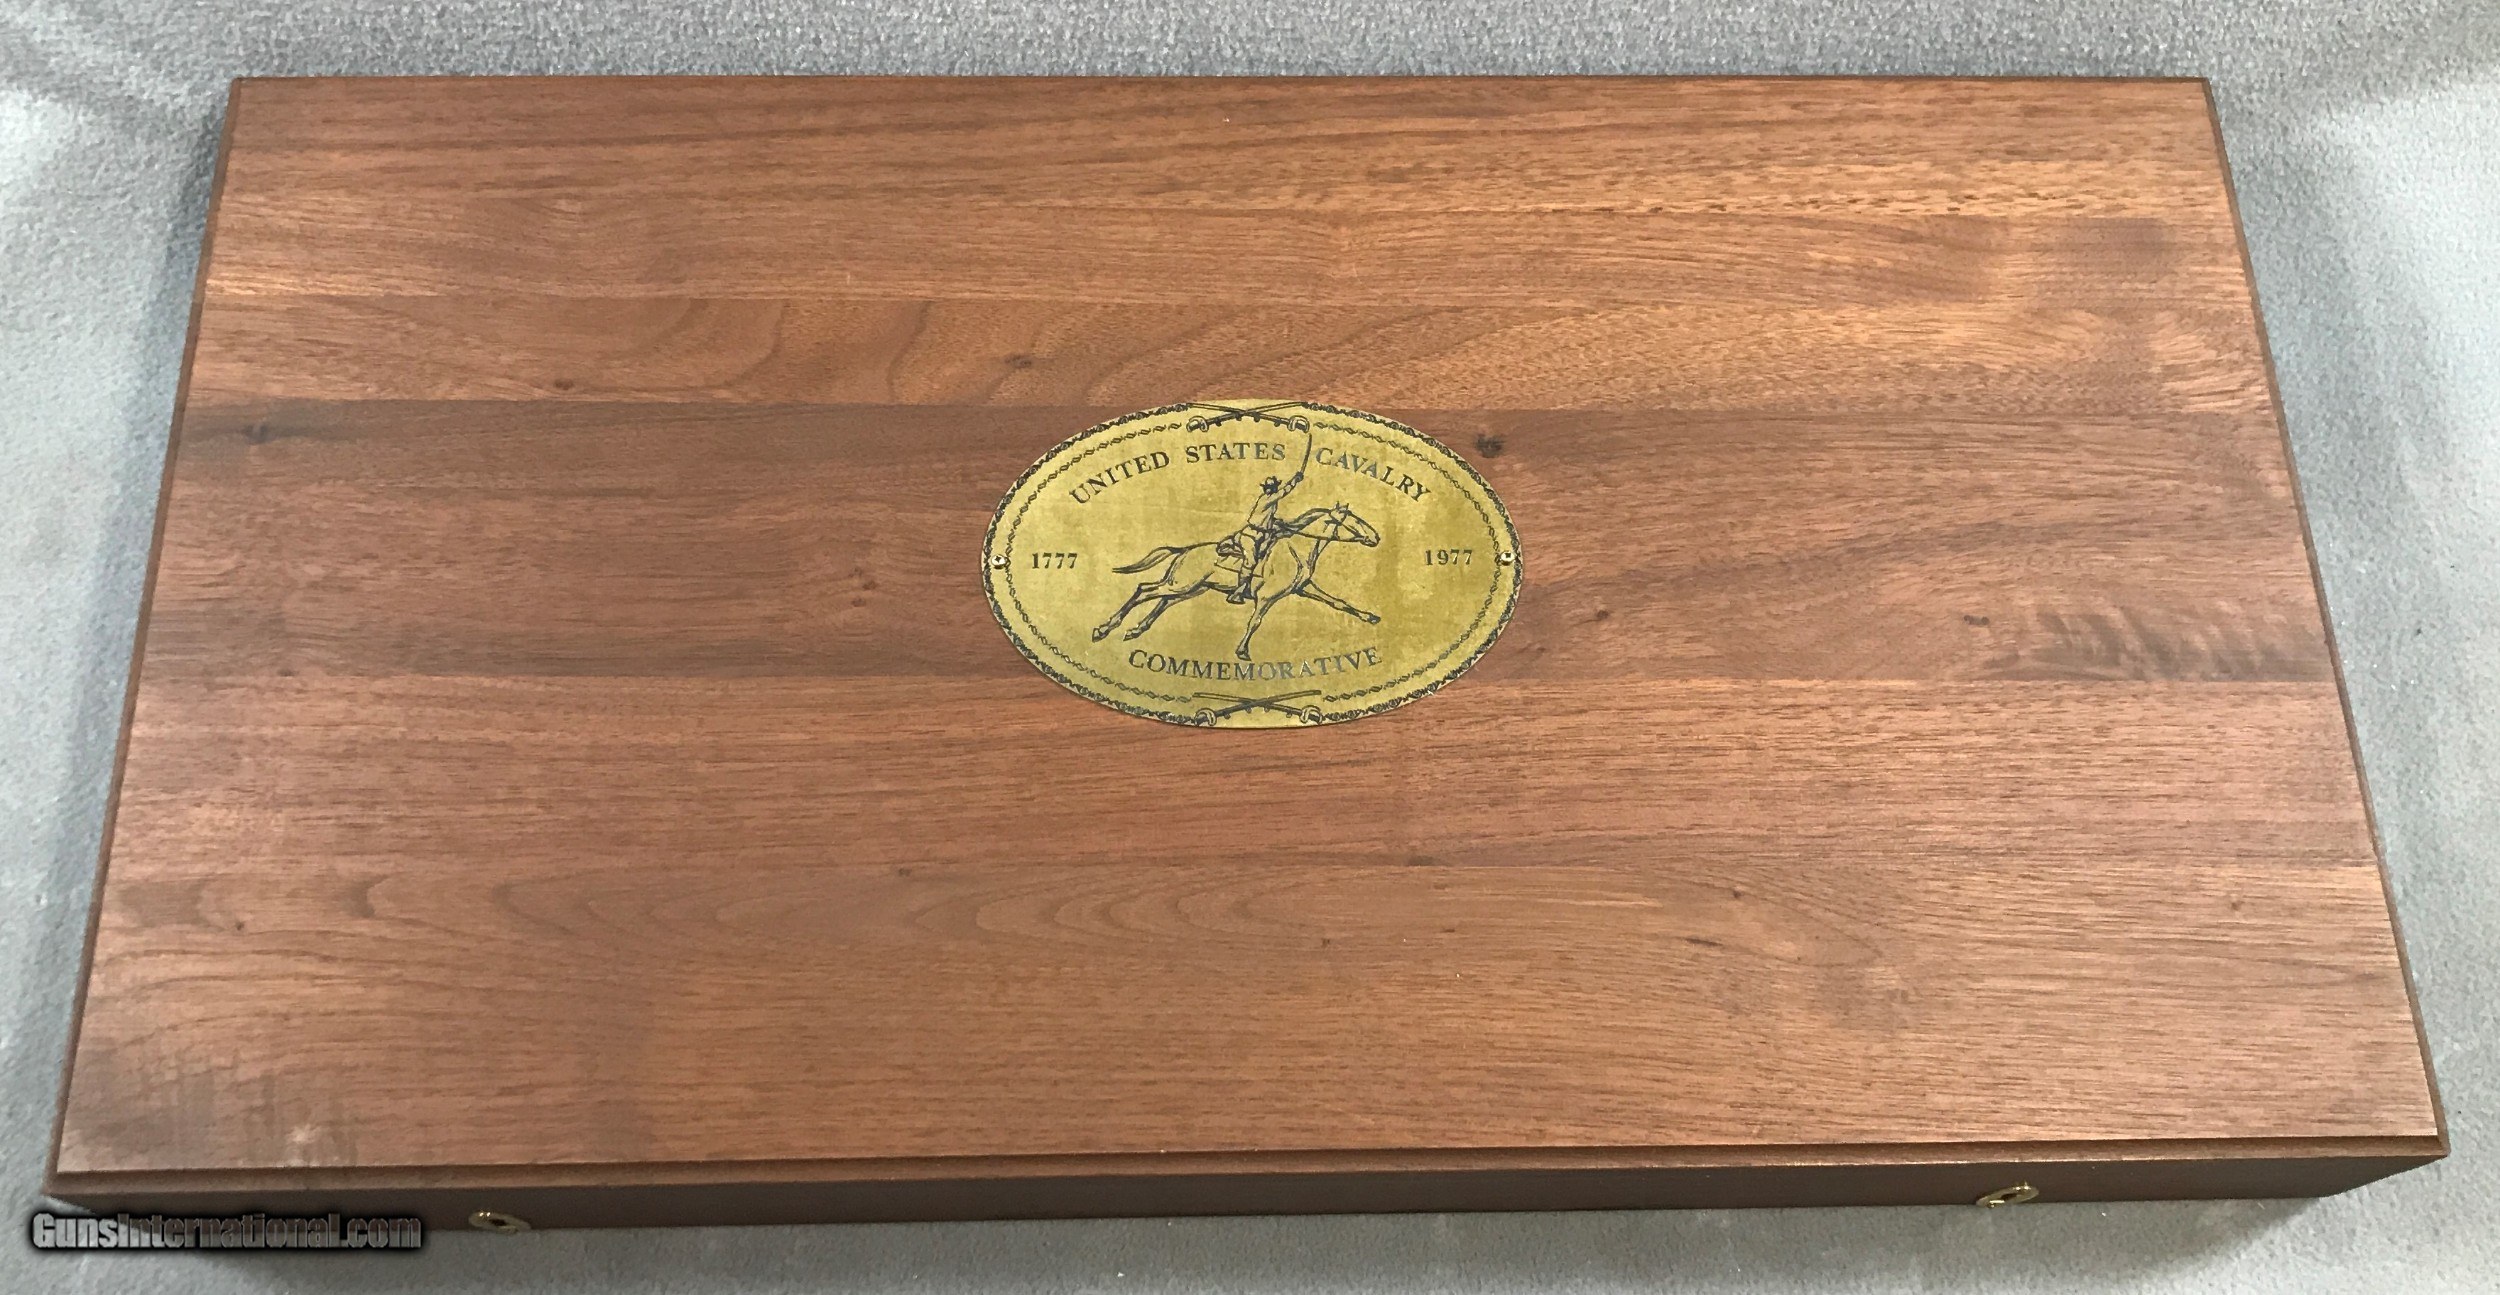 UNITED STATES CAVALRY
1777 1977
COMMEMORATIVE
GunsInternational.com